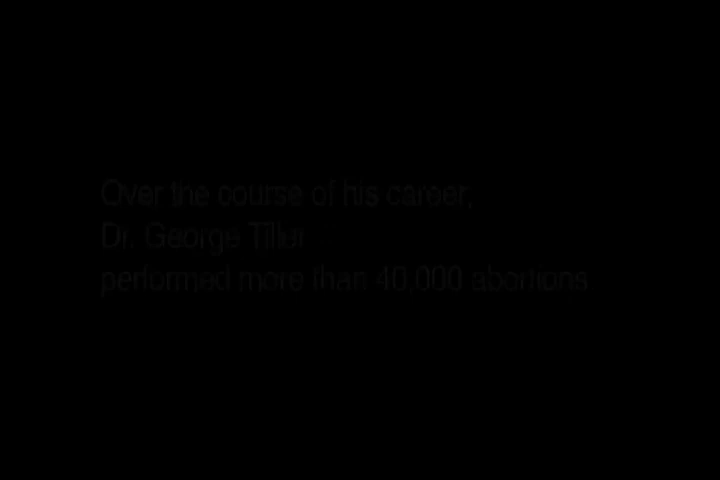 Over the course of his career,
Dr. George Tiller
performed more than 40,000 abortions